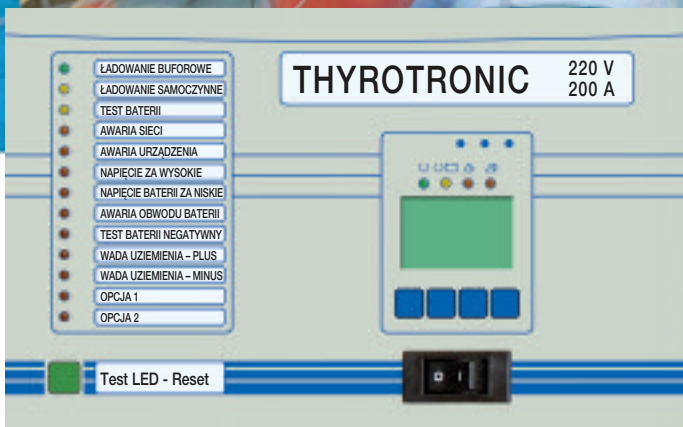 ŁADOWANIE BUFOROWE
ŁADOWANIE SAMOCZYNNE
TEST BATERII
AWARIA SIECI
AWARIA URZĄDZENIA
NAPIĘCIE ZA WYSOKIE
NAPIĘCIE BATERII ZA NISKIE
AWARIA OBWODU BATERII
TEST BATERII NEGATYWNY
WADA UZIEMIENIA – PLUS
WADA UZIEMIENIA – MINUS
OPCJA 1
OPCJA 2
Test LED - Reset
THYROTRONIC
220 V
200 A